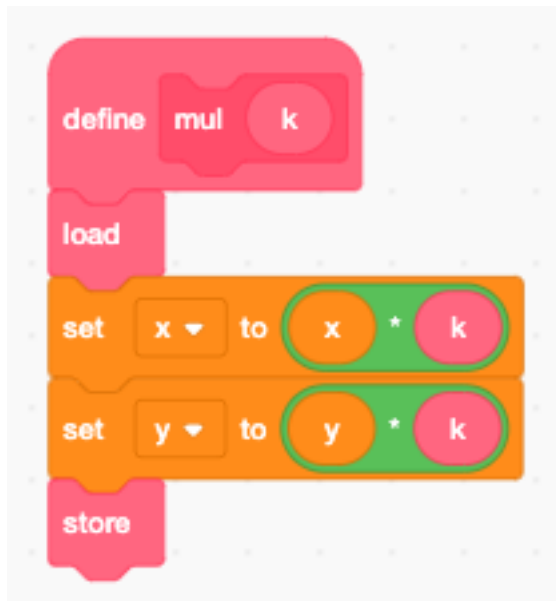 define mul k
load
set x to x * k
set y to y * k
store